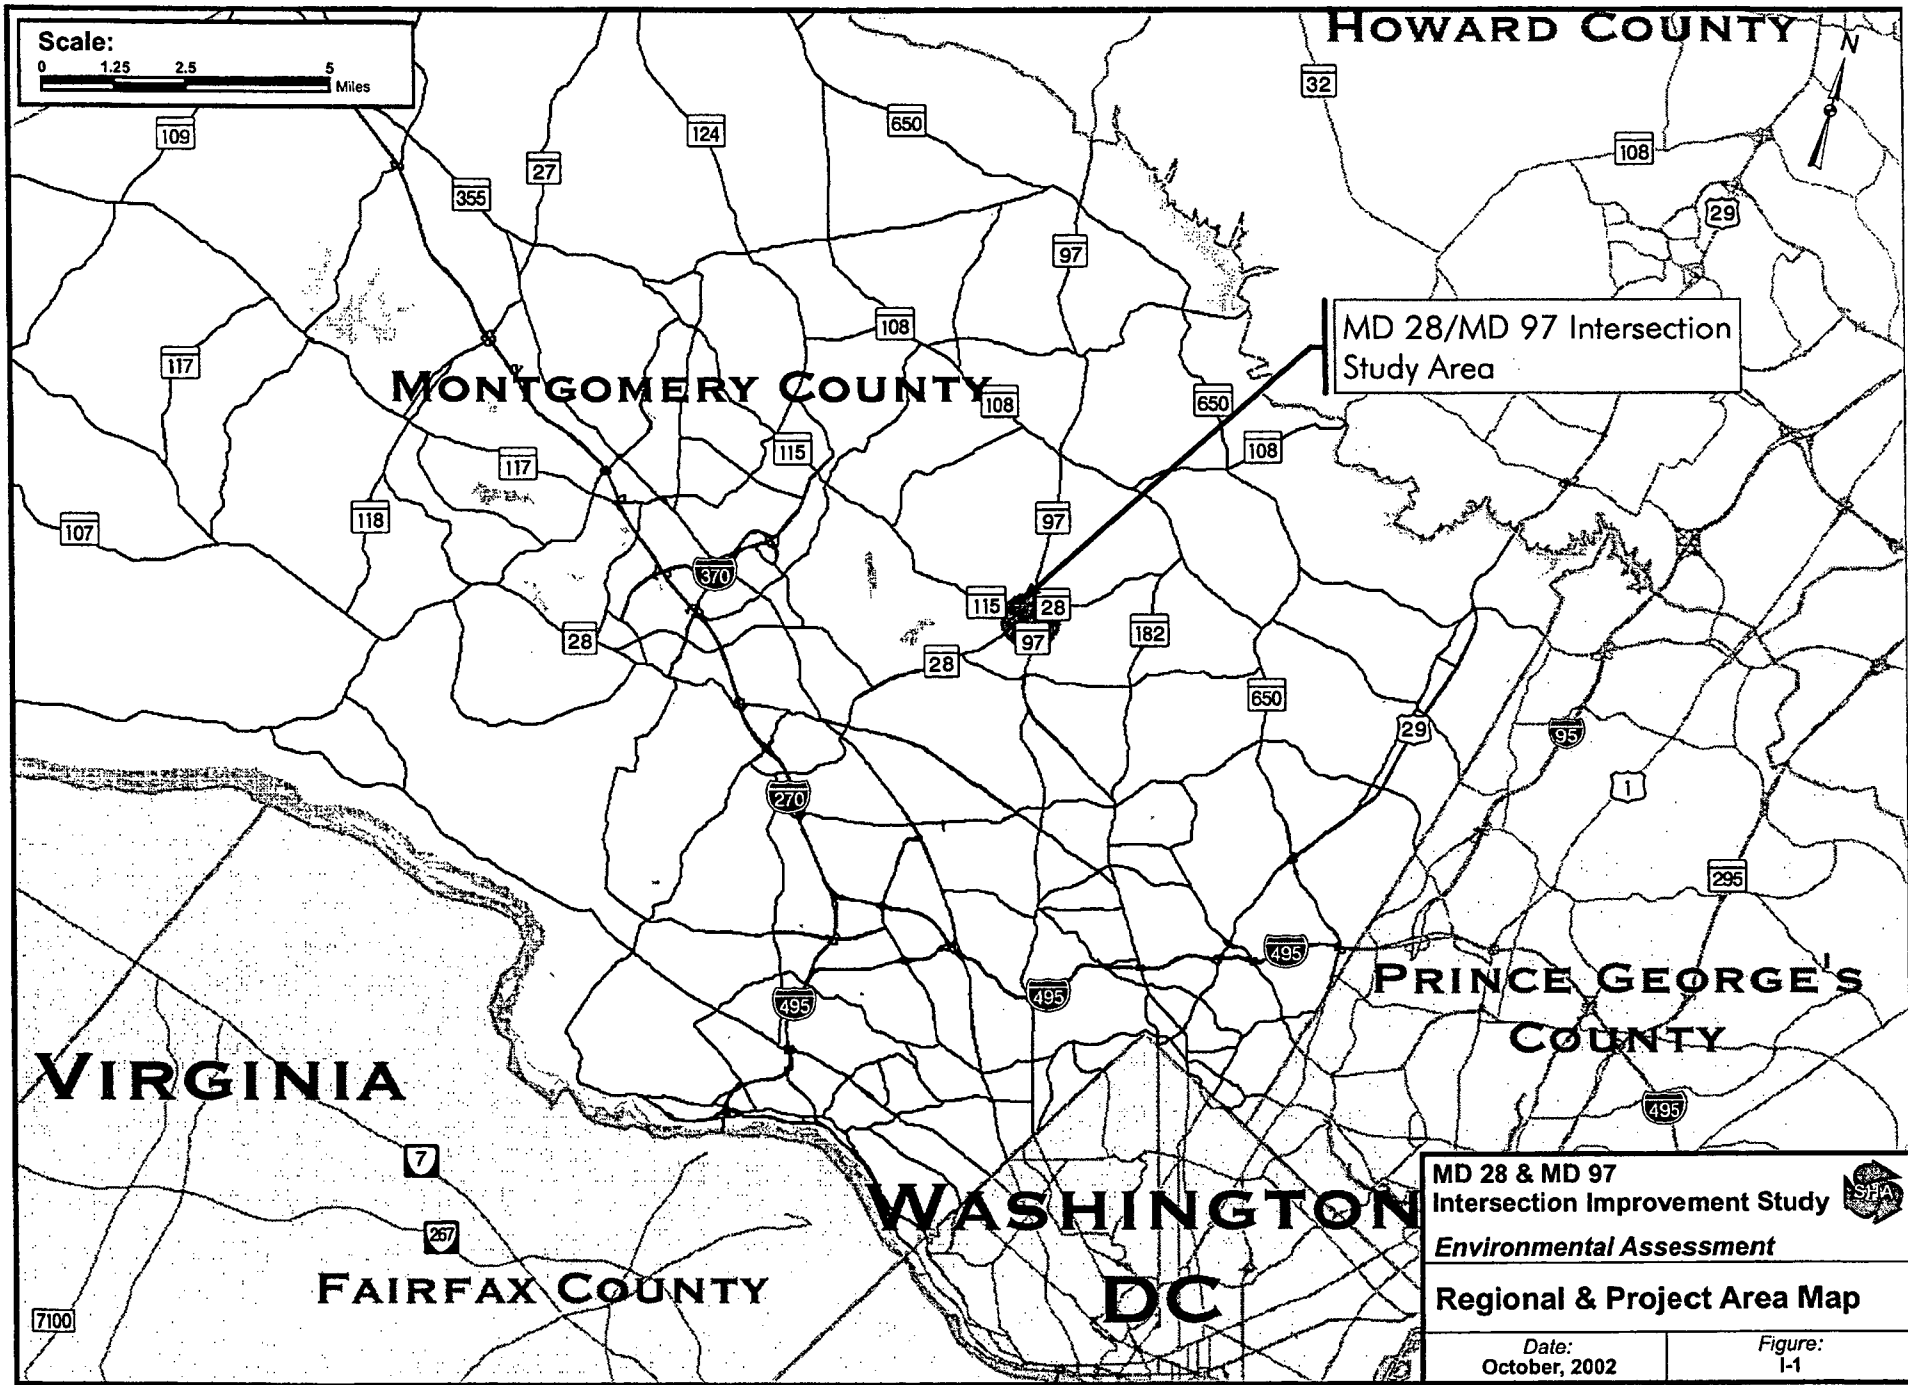 HOWARD COUNTY
Scale:
0 1.25 2.5 5
Miles
N
32
109
124
650
108
27
355
29
97
108
MD 28/MD 97 Intersection
Study Area
117
MONTGOMERY COUNTY
108
650
115
108
117
118
97
107
370
115
28
28
97
182
28
650
29
95
270
1
295
495
495
495
PRINCE GEORGE'S
COUNTY
VIRGINIA
495
7
MD 28 & MD 97
Intersection Improvement Study
SHA
WASHINGTON
DC
267
Environmental Assessment
FAIRFAX COUNTY
Regional & Project Area Map
7100
Date:
October, 2002
Figure:
I-1